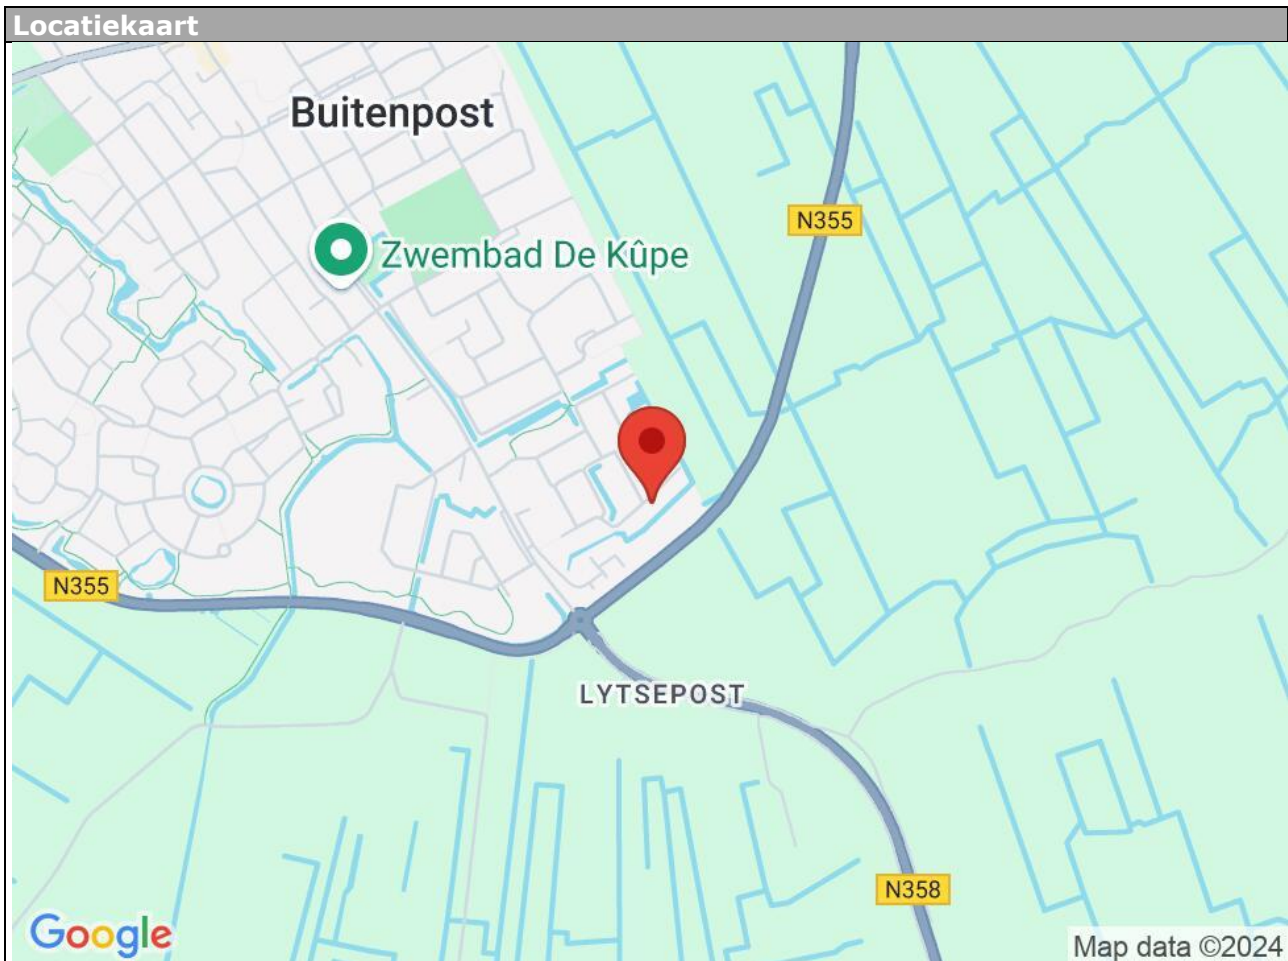 Locatiekaart
Buitenpost
N355
Zwembad De Kûpe
N355
LYTSEPOST
N358
Google
Map data ©2024